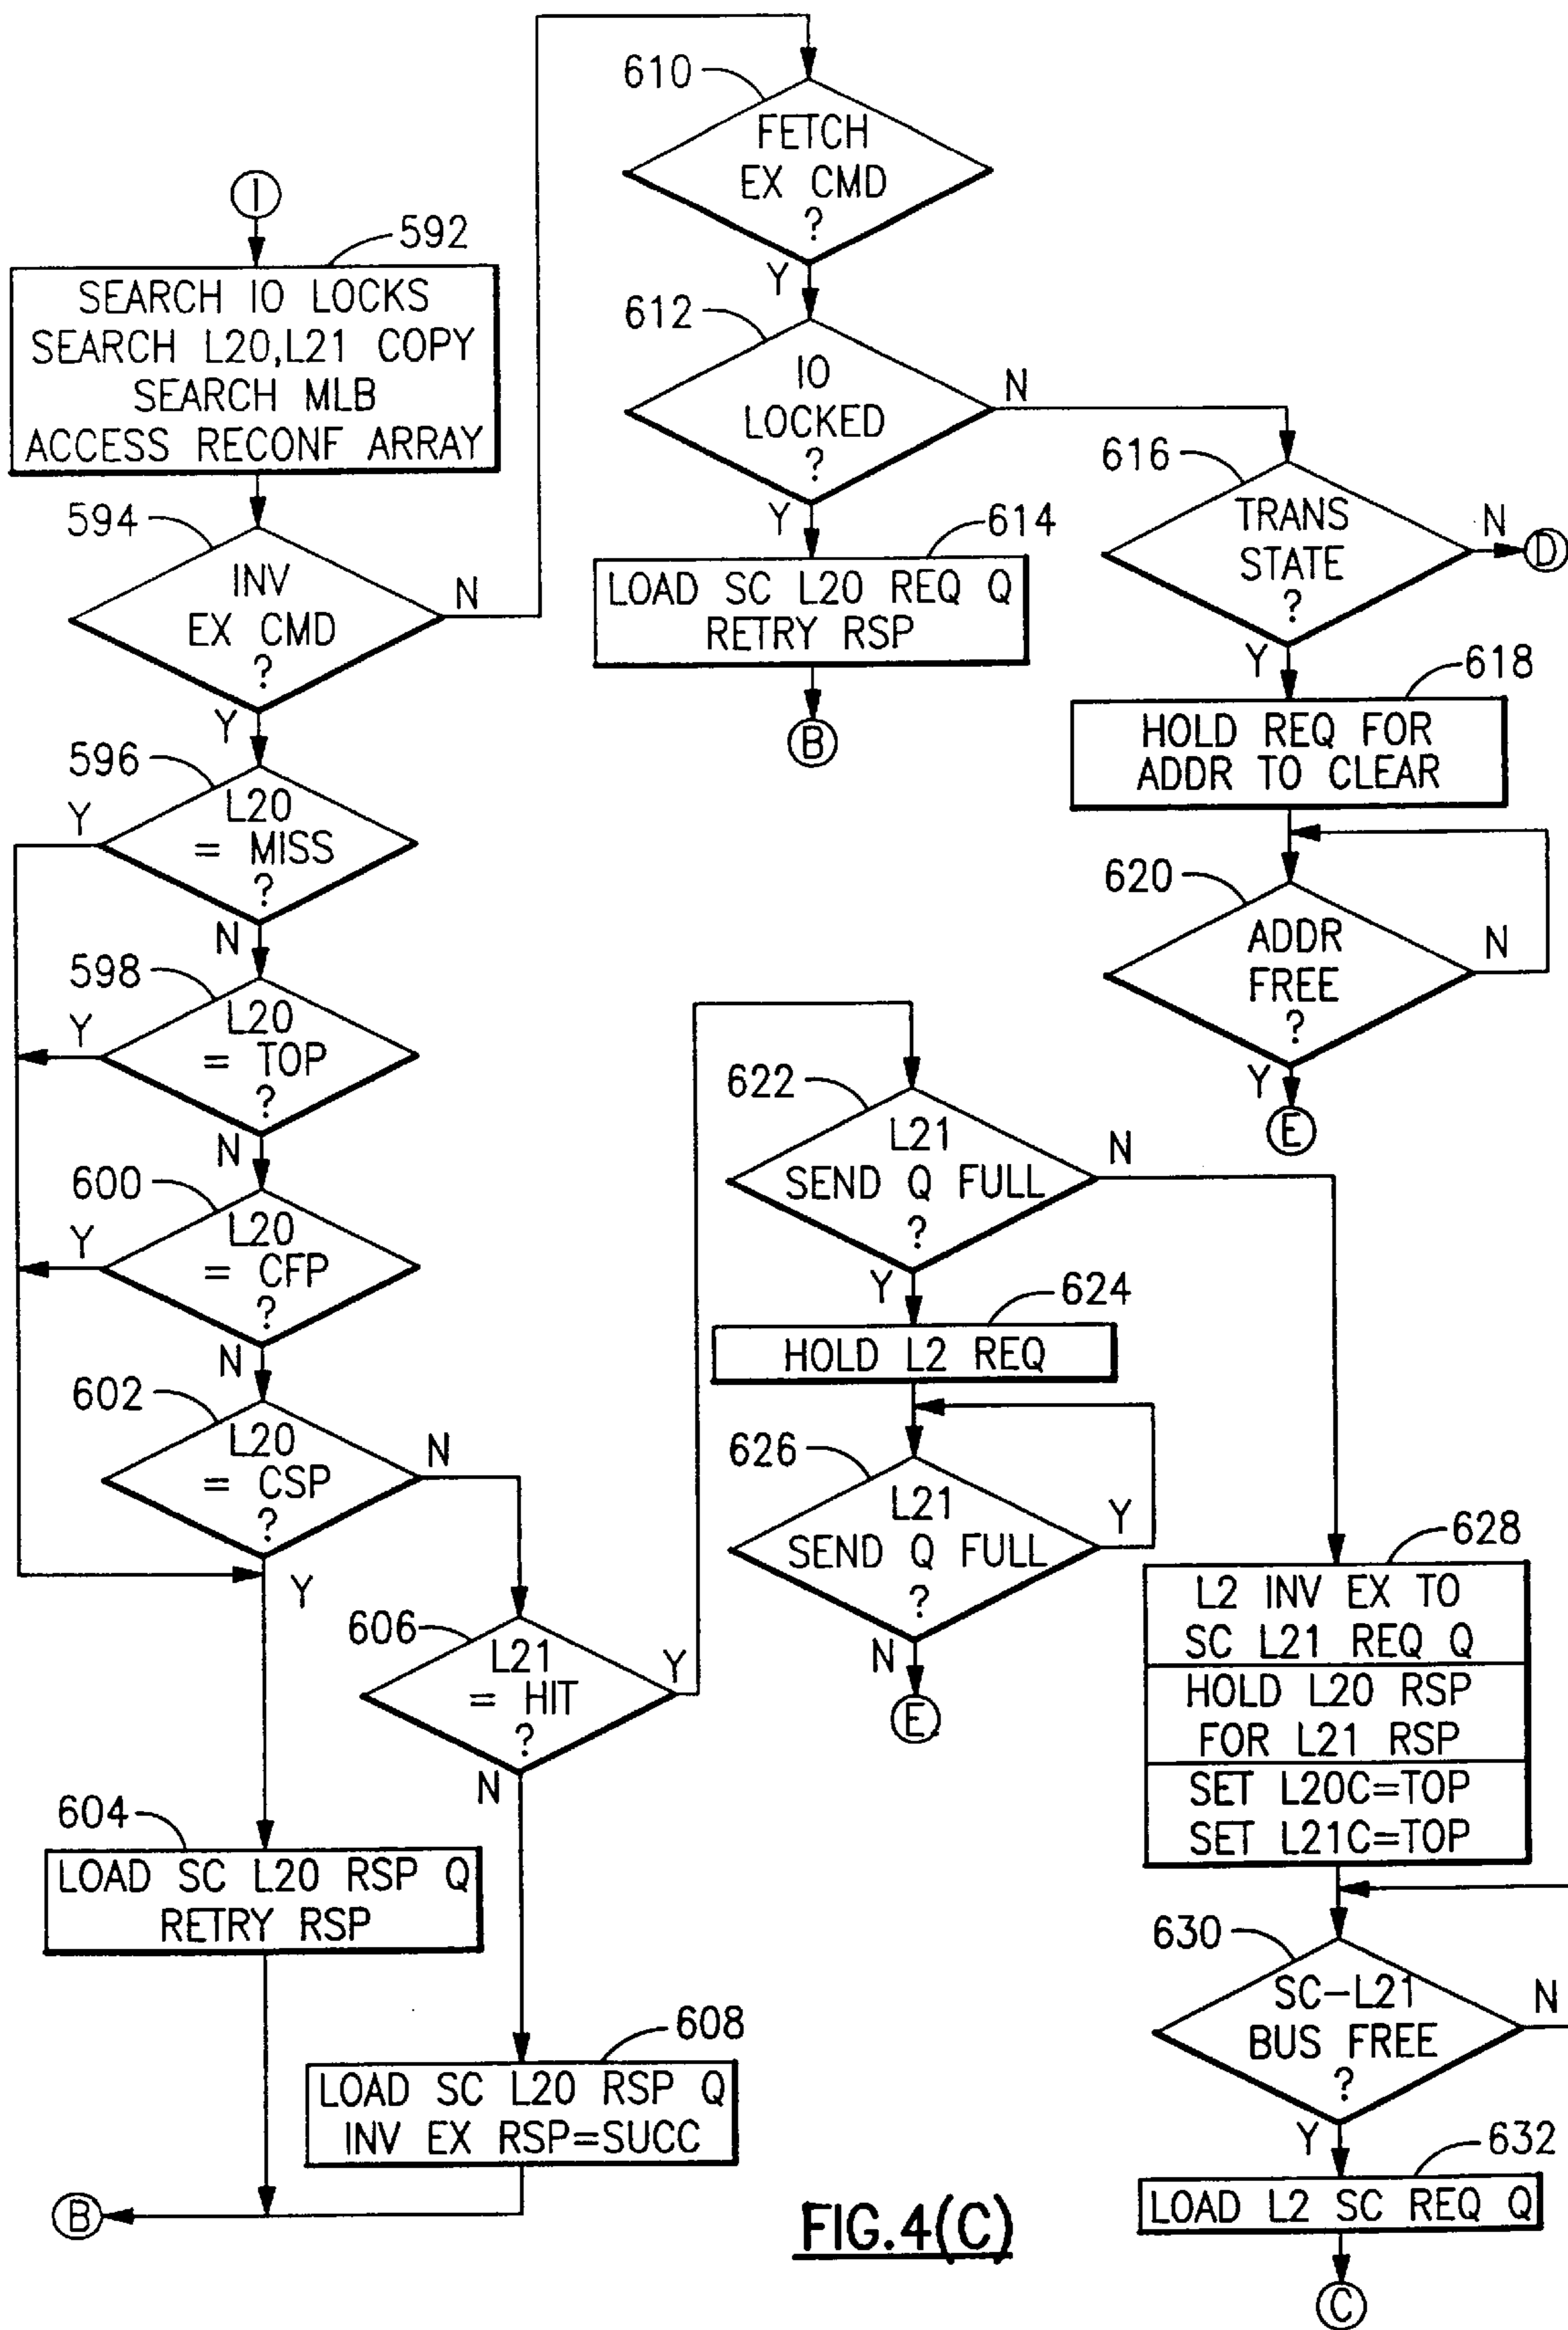 I
592
SEARCH IO LOCKS
SEARCH L20,L21 COPY
SEARCH MLB
ACCESS RECONF ARRAY
594
INV
EX CMD
?
N
Y
596
L20
= MISS
?
Y
N
598
L20
= TOP
?
Y
N
600
L20
= CFP
?
Y
N
602
L20
= CSP
?
N
Y
604
LOAD SC L20 RSP Q
RETRY RSP
606
L21
= HIT
?
Y
N
608
LOAD SC L20 RSP Q
INV EX RSP=SUCC
B
610
FETCH
EX CMD
?
Y
612
IO
LOCKED
?
N
Y
614
LOAD SC L20 REQ Q
RETRY RSP
B
616
TRANS
STATE
?
N
D
Y
618
HOLD REQ FOR
ADDR TO CLEAR
620
ADDR
FREE
?
N
Y
E
622
L21
SEND Q FULL
?
N
Y
624
HOLD L2 REQ
626
L21
SEND Q FULL
?
Y
N
E
628
L2 INV EX TO
SC L21 REQ Q
HOLD L20 RSP
FOR L21 RSP
SET L20C=TOP
SET L21C=TOP
630
SC-L21
BUS FREE
?
N
Y
632
LOAD L2 SC REQ Q
C
FIG.4(C)